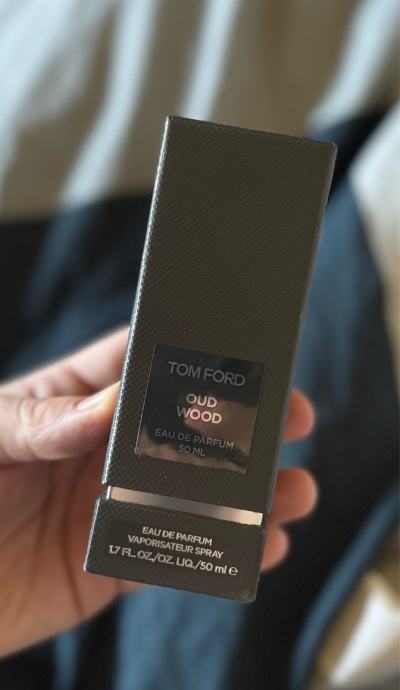 TOM FORD
OUD
WOOD
EAU DE PARFUM
50 ML
EAU DE PARFUM
VAPORISATEUR SPRAY
1.7 FL. OZ./OZ. LIQ./50 ml ℮